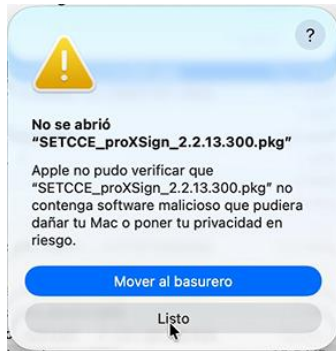 ?
No se abrió
“SETCCE_proXSign_2.2.13.300.pkg”
Apple no pudo verificar que
“SETCCE_proXSign_2.2.13.300.pkg” no
contenga software malicioso que pudiera
dañar tu Mac o poner tu privacidad en
riesgo.
Mover al basurero
Listo